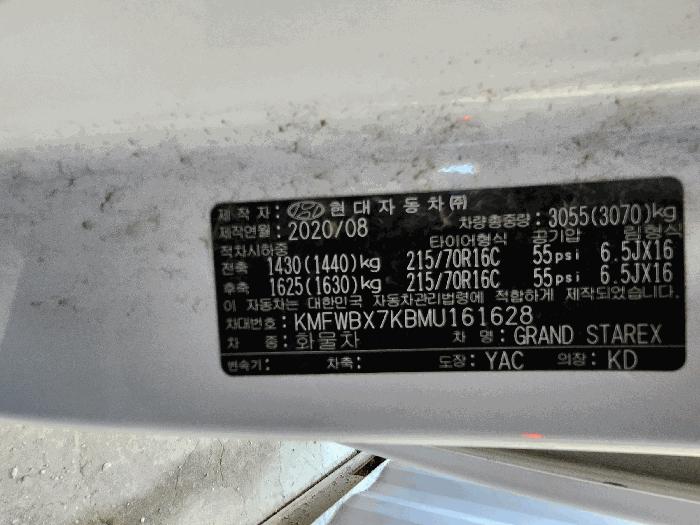 제 작 자 : 현대자동차㈜
제작연월 : 2020/08 차량총중량 : 3055(3070)kg
적차시하중 타이어형식 공기압 림형식
전축 1430(1440)kg 215/70R16C 55psi 6.5JX16
후축 1625(1630)kg 215/70R16C 55psi 6.5JX16
이 자동차는 대한민국 자동차관리법령에 적합하게 제작되었습니다.
차대번호 : KMFWBX7KBMU161628
차 종 : 화물차 차 명 : GRAND STAREX
변속기 : 차축 : 도장 : YAC 의장 : KD